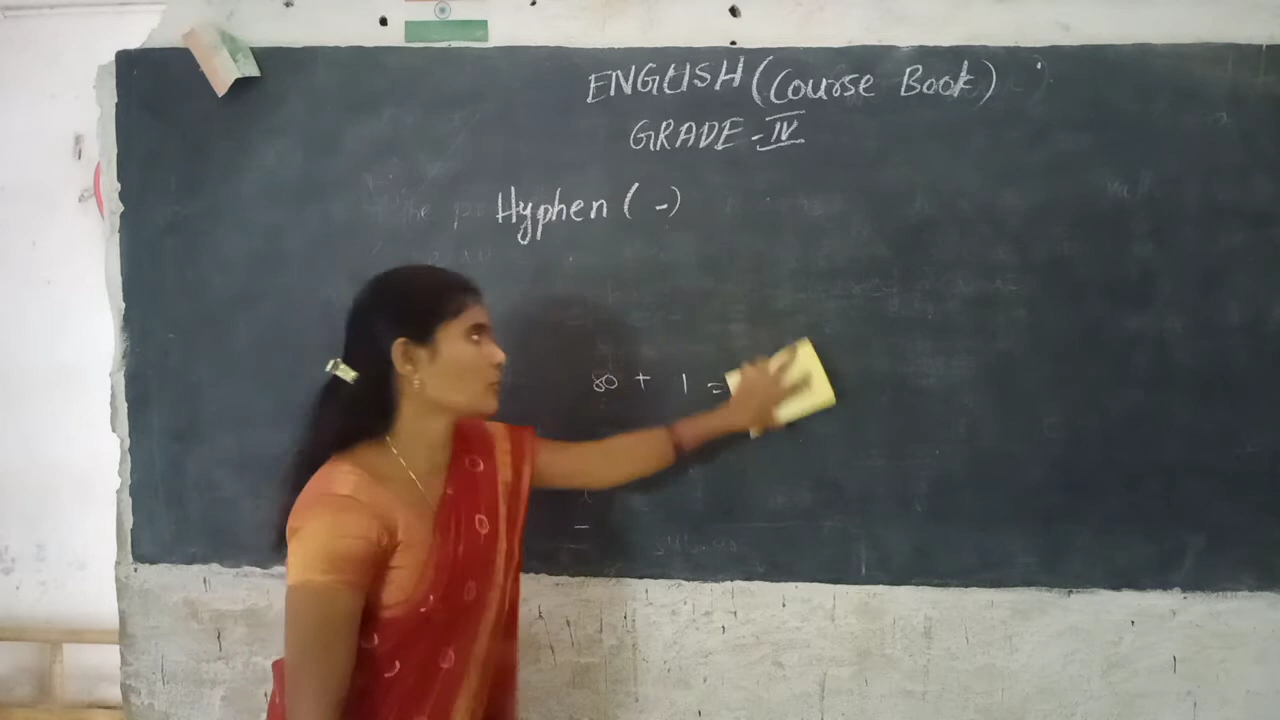 ENGLISH (Course Book)
GRADE - IV
Hyphen ( - )
80 + 1 =